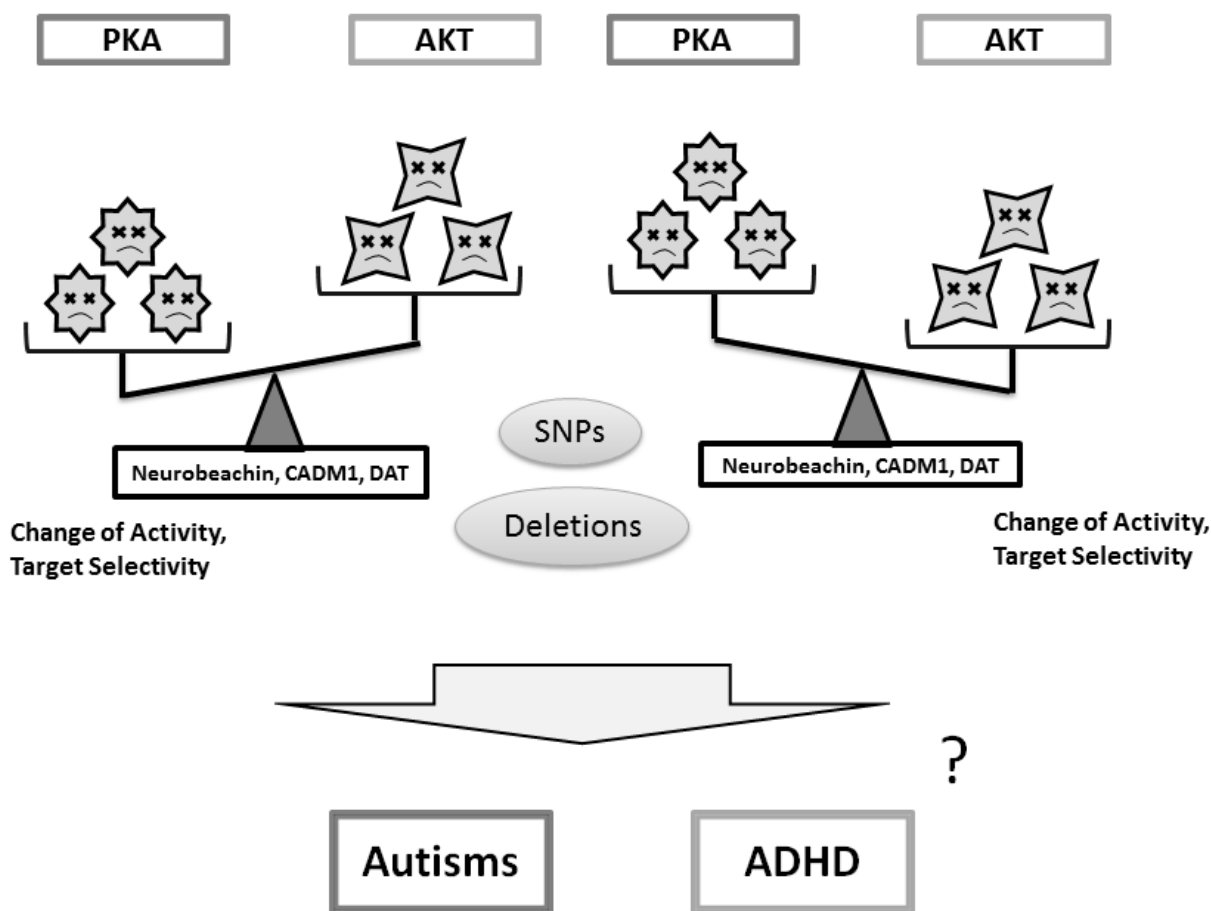 PKA
AKT
PKA
AKT
Neurobeachin, CADM1, DAT
Change of Activity,
Target Selectivity
SNPs
Deletions
Neurobeachin, CADM1, DAT
Change of Activity,
Target Selectivity
?
Autisms
ADHD